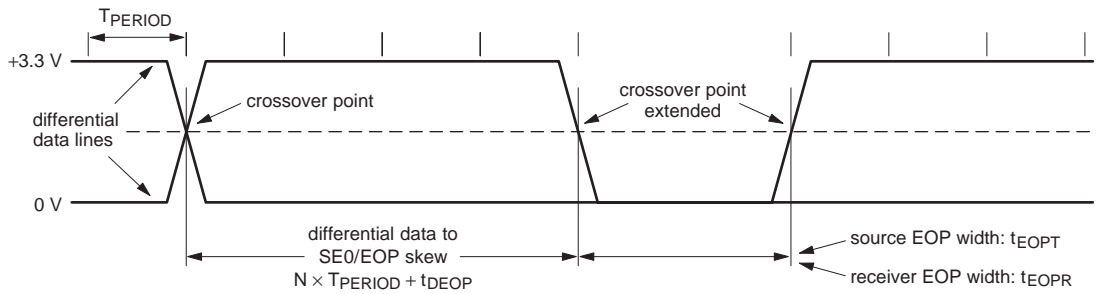 TPERIOD
+3.3 V
crossover point
crossover point
extended
differential
data lines
0 V
differential data to
SE0/EOP skew
N × TPERIOD + tDEOP
source EOP width: tEOPT
receiver EOP width: tEOPR